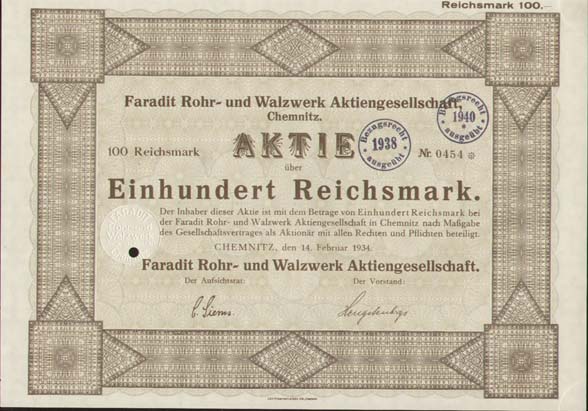 Reichsmark 100.—
Faradit Rohr- und Walzwerk Aktiengesellschaft,
Chemnitz.
100 Reichsmark AKTIE Nr. 0454
Bezugsrecht 1938 ausgeübt
Bezugsrecht 1940 ausgeübt
über
Einhundert Reichsmark.
Der Inhaber dieser Aktie ist mit dem Betrage von Einhundert Reichsmark bei
der Faradit Rohr- und Walzwerk Aktiengesellschaft in Chemnitz nach Maßgabe
des Gesellschaftsvertrages als Aktionär mit allen Rechten und Pflichten beteiligt.
CHEMNITZ, den 14. Februar 1934.
Faradit Rohr- und Walzwerk Aktiengesellschaft.
Der Aufsichtsrat: Der Vorstand:
FARADIT